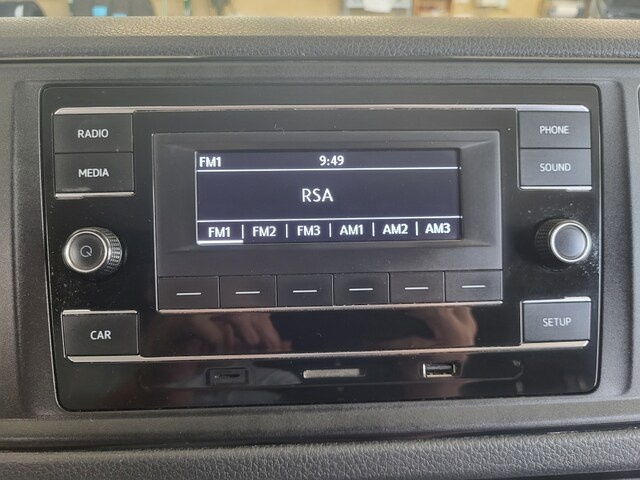 RADIO
MEDIA
CAR
FM1 9:49
RSA
FM1 | FM2 | FM3 | AM1 | AM2 | AM3
PHONE
SOUND
SETUP